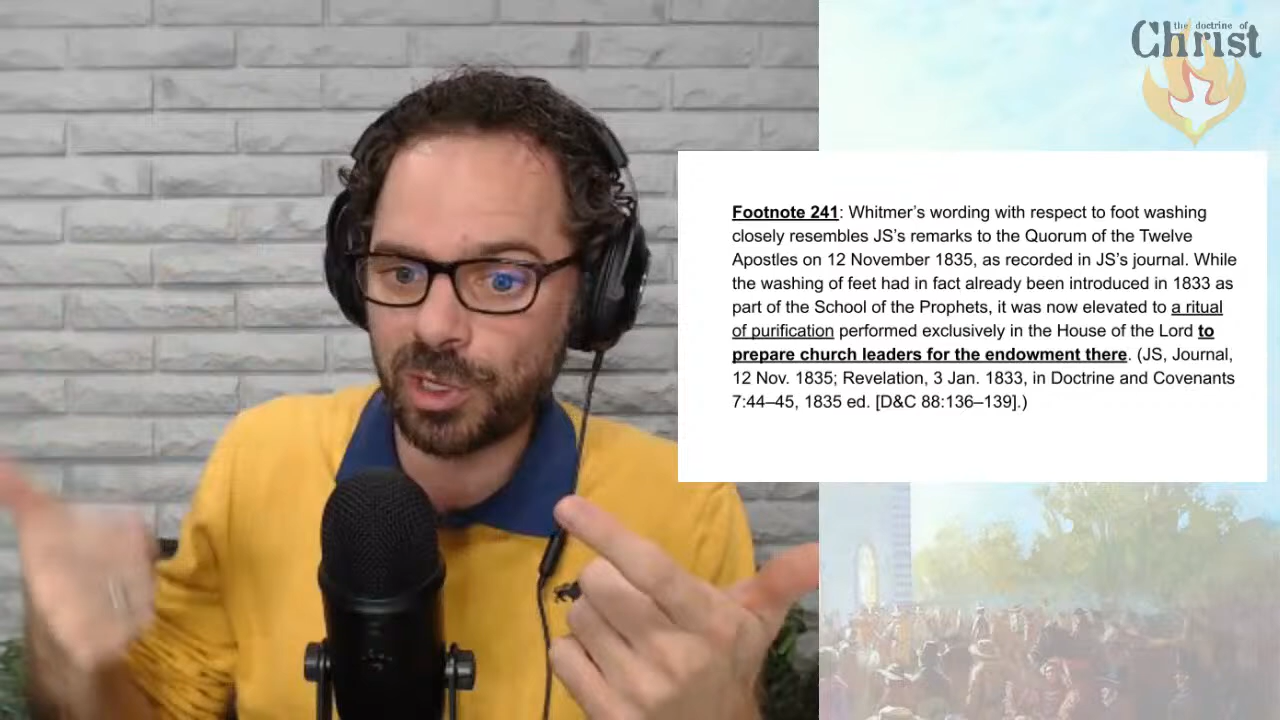 the doctrine of
Christ
Footnote 241: Whitmer’s wording with respect to foot washing
closely resembles JS’s remarks to the Quorum of the Twelve
Apostles on 12 November 1835, as recorded in JS’s journal. While
the washing of feet had in fact already been introduced in 1833 as
part of the School of the Prophets, it was now elevated to a ritual
of purification performed exclusively in the House of the Lord to
prepare church leaders for the endowment there. (JS, Journal,
12 Nov. 1835; Revelation, 3 Jan. 1833, in Doctrine and Covenants
7:44–45, 1835 ed. [D&C 88:136–139].)